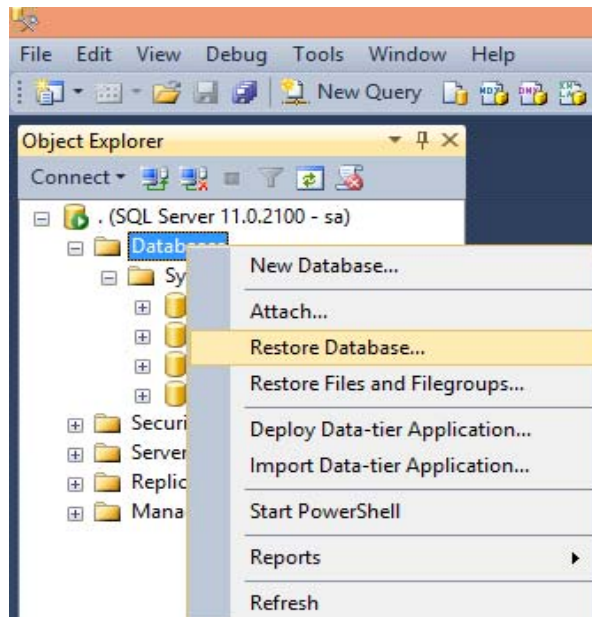 File Edit View Debug Tools Window Help
New Query
Object Explorer
Connect
. (SQL Server 11.0.2100 - sa)
Databases
New Database...
Attach...
Restore Database...
Restore Files and Filegroups...
Deploy Data-tier Application...
Import Data-tier Application...
Start PowerShell
Reports
Refresh
Sy
Securi
Server
Replic
Mana